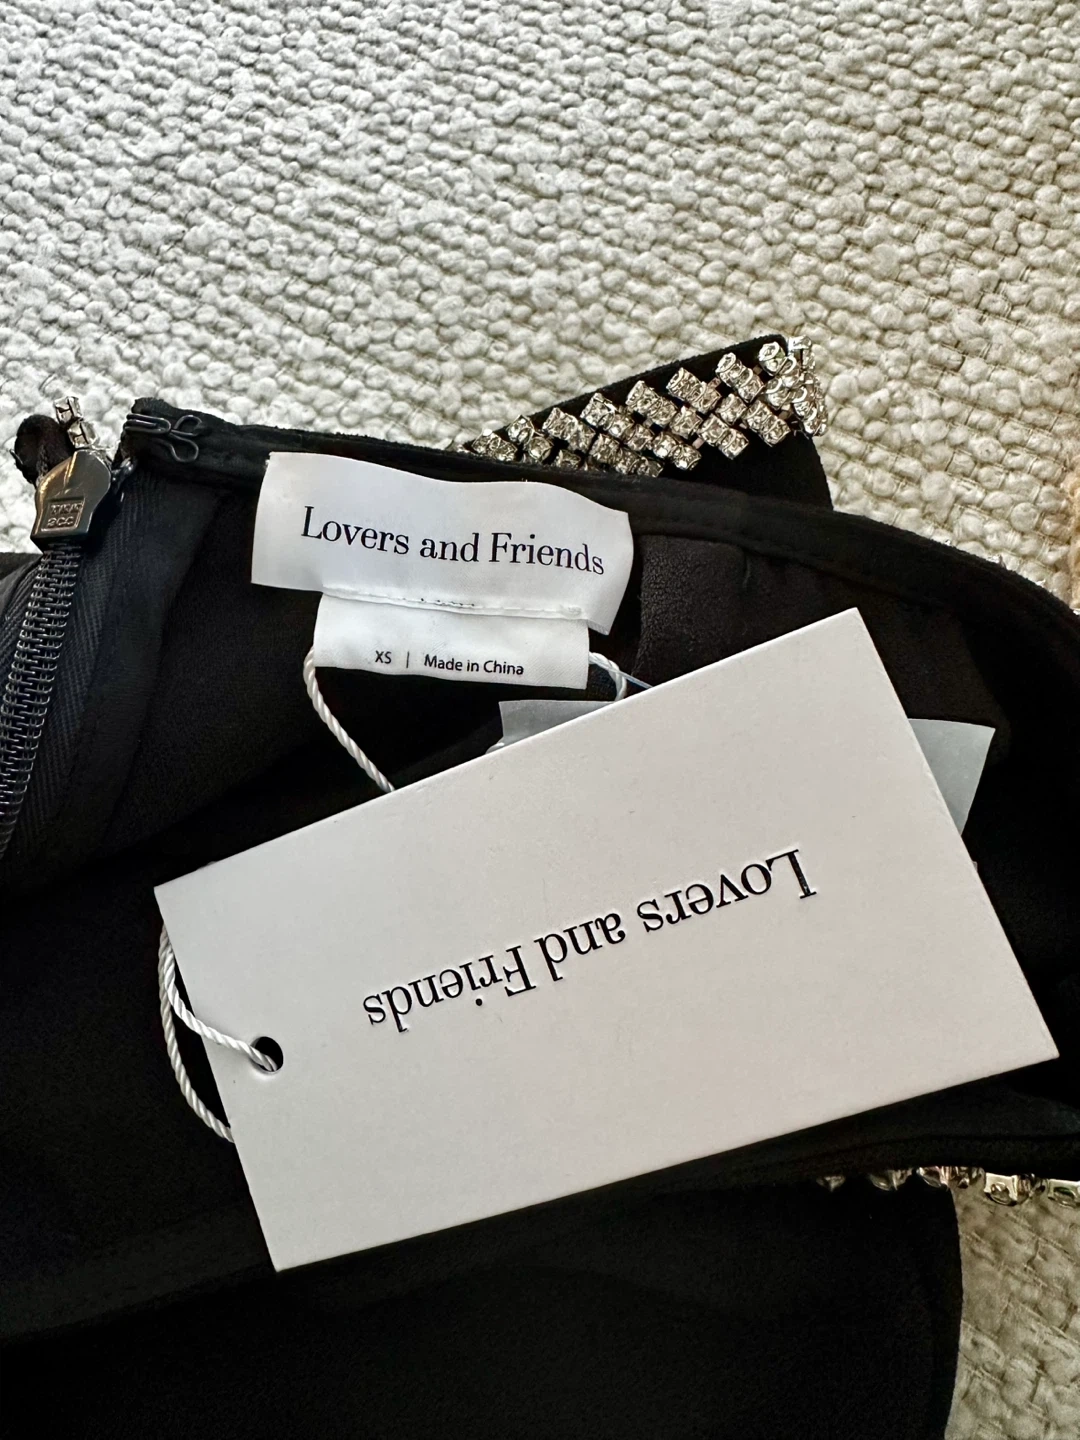 Lovers and Friends
XS | Made in China
Lovers and Friends